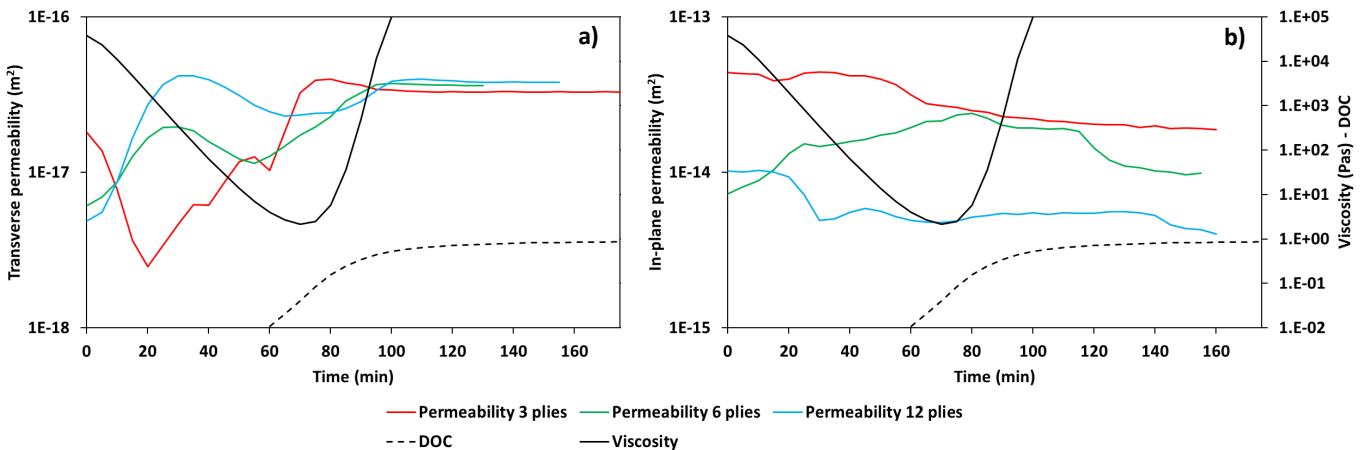 a)
Transverse permeability (m²)
1E-16
1E-17
1E-18
0 20 40 60 80 100 120 140 160
Time (min)
b)
In-plane permeability (m²)
1E-13
1E-14
1E-15
0 20 40 60 80 100 120 140 160
Time (min)
1.E+05
1.E+04
1.E+03
1.E+02
1.E+01
1.E+00
1.E-01
1.E-02
Viscosity (Pas) - DOC
Permeability 3 plies Permeability 6 plies Permeability 12 plies
DOC Viscosity